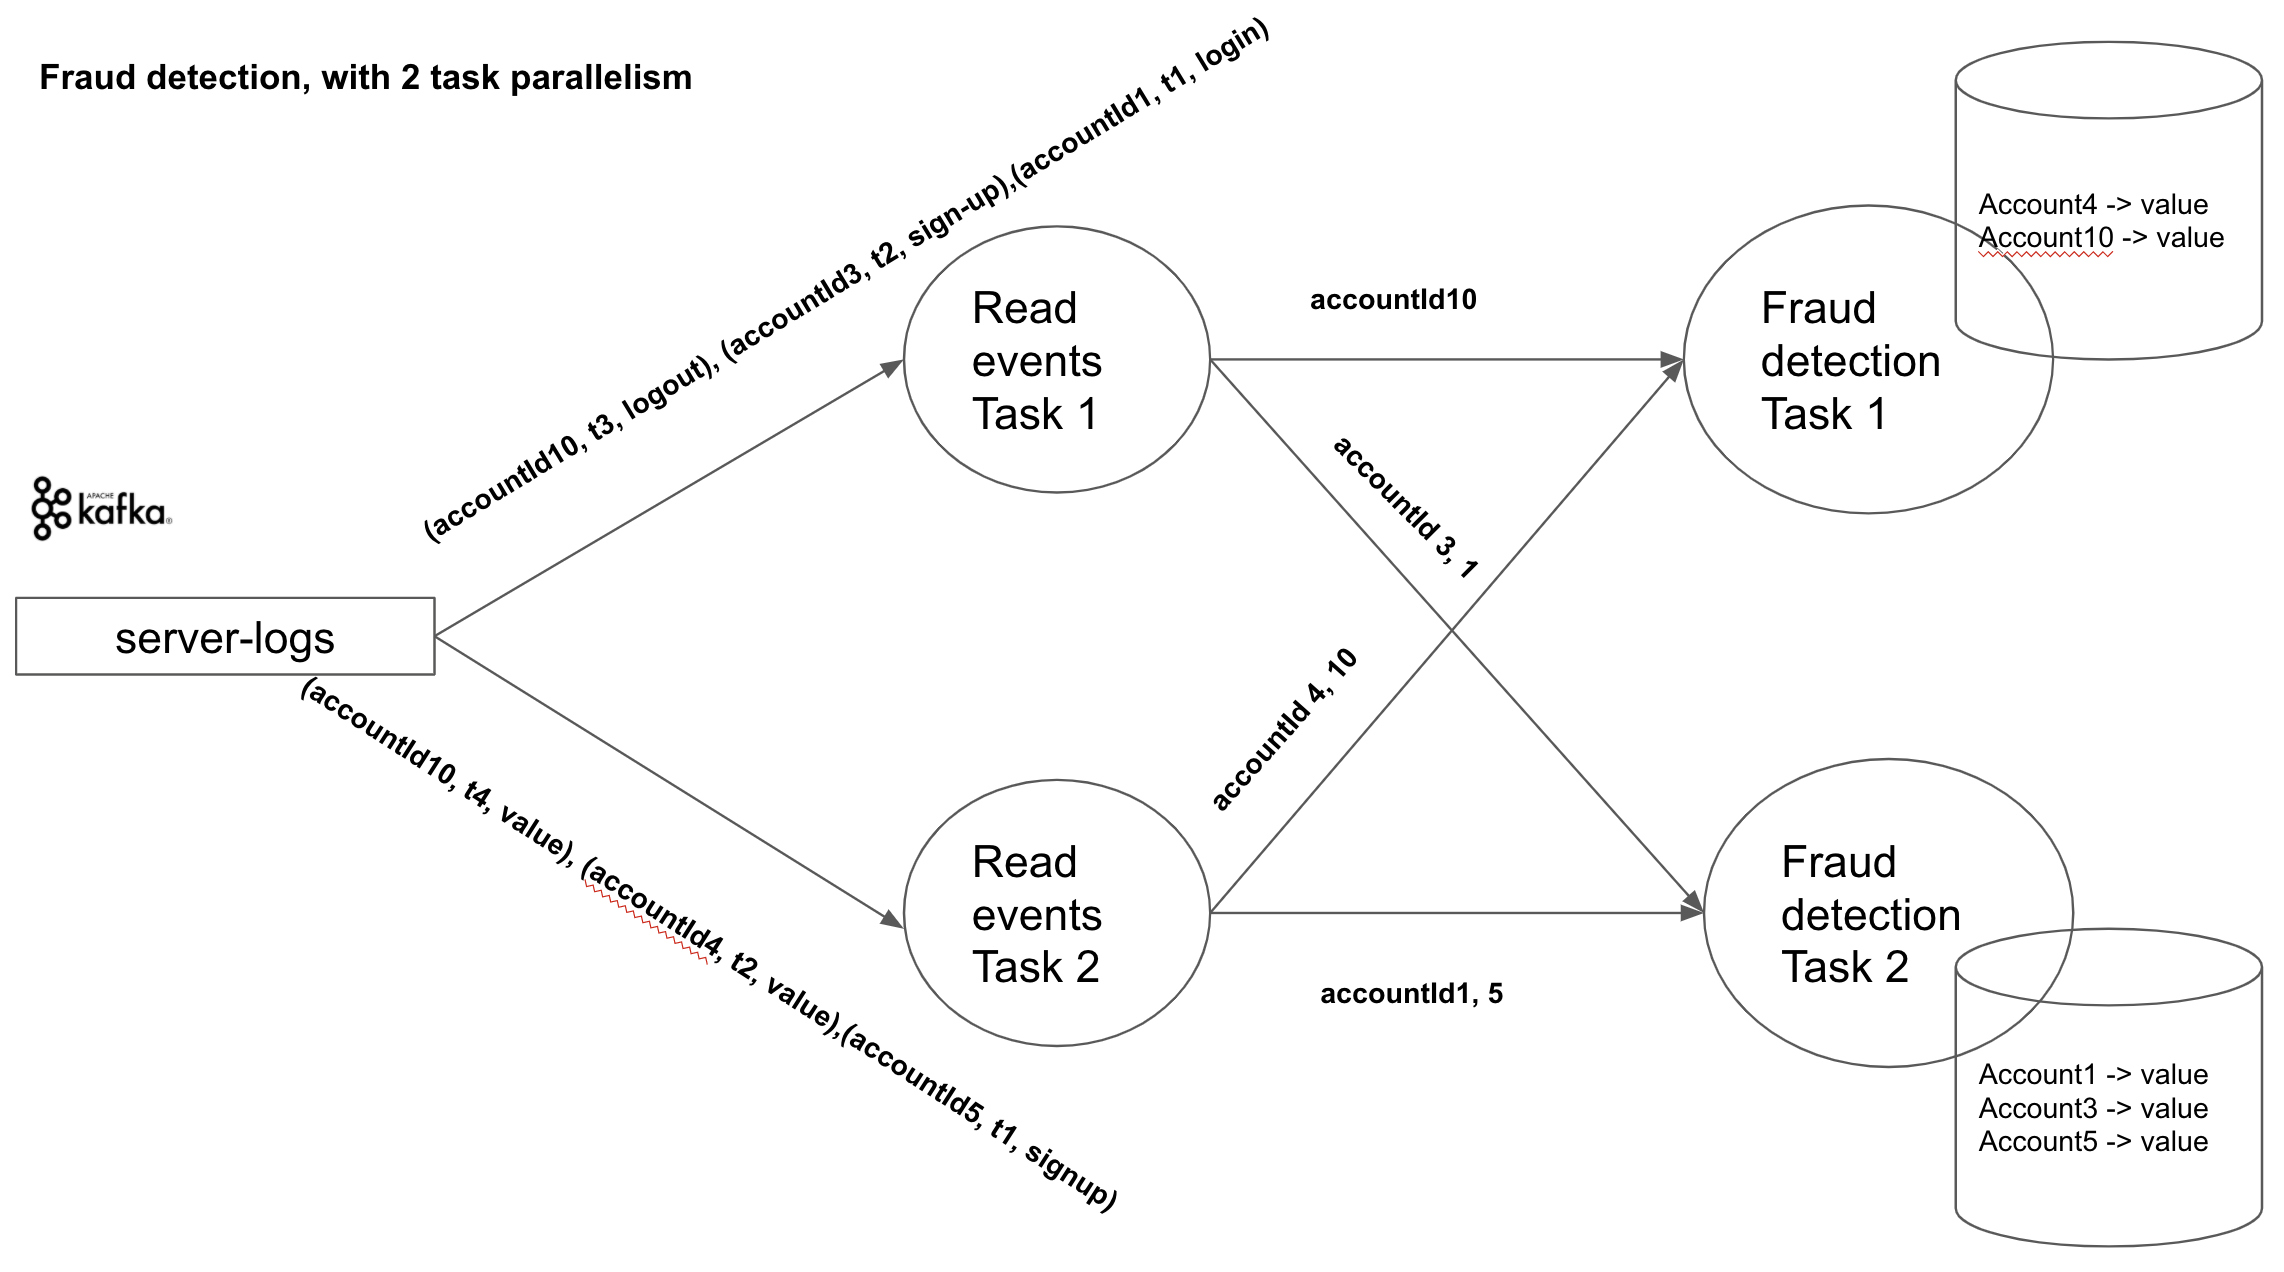 Fraud detection, with 2 task parallelism
(accountId10, t3, logout), (accountId3, t2, sign-up),(accountId1, t1, login)
Account4 -> value
Account10 -> value
Read
events
Task 1
accountId10
Fraud
detection
Task 1
accountId 3, 1
APACHE
kafka®
server-logs
(accountId10, t4, value), (accountId4, t2, value),(accountId5, t1, signup)
accountId 4, 10
Read
events
Task 2
accountId1, 5
Fraud
detection
Task 2
Account1 -> value
Account3 -> value
Account5 -> value